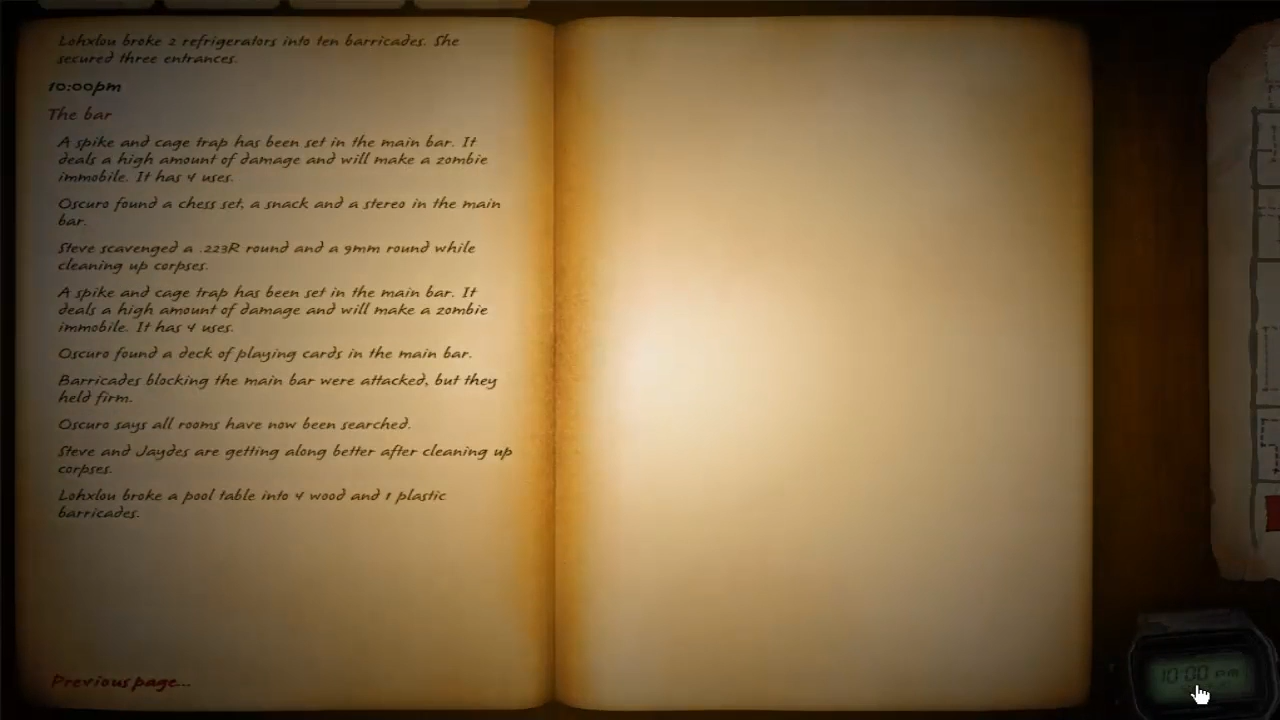 Lohxlou broke 2 refrigerators into ten barricades. She
secured three entrances.
10:00pm
The bar
A spike and cage trap has been set in the main bar. It
deals a high amount of damage and will make a zombie
immobile. It has 4 uses.
Oscuro found a chess set, a snack and a stereo in the main
bar.
Steve scavenged a .223R round and a 9mm round while
cleaning up corpses.
A spike and cage trap has been set in the main bar. It
deals a high amount of damage and will make a zombie
immobile. It has 4 uses.
Oscuro found a deck of playing cards in the main bar.
Barricades blocking the main bar were attacked, but they
held firm.
Oscuro says all rooms have now been searched.
Steve and Jaydes are getting along better after cleaning up
corpses.
Lohxlou broke a pool table into 4 wood and 1 plastic
barricades.
Previous page...
10:00 pm